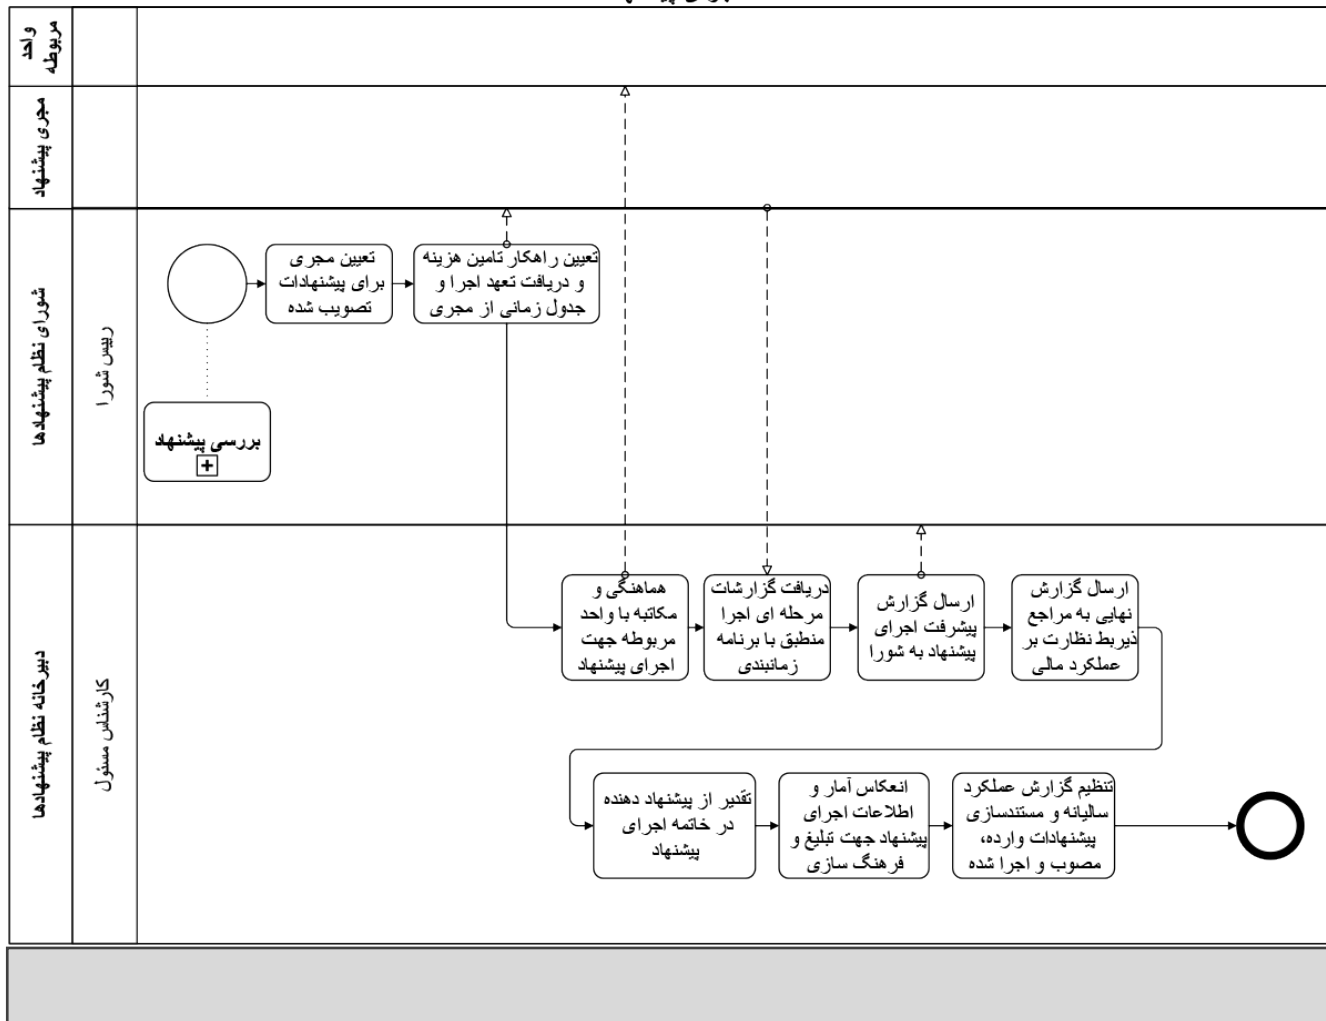 واحد
مربوطه
مجری پیشنهاد
شورای نظام پیشنهادها
رییس شورا
تعیین مجری
برای پیشنهادات
تصویب شده
تعیین راهکار تامین هزینه
و دریافت تعهد اجرا و
جدول زمانی از مجری
بررسی پیشنهاد
دبیرخانه نظام پیشنهادها
کارشناس مسئول
هماهنگی و
مکاتبه با واحد
مربوطه جهت
اجرای پیشنهاد
دریافت گزارشات
مرحله ای اجرا
منطبق با برنامه
زمانبندی
ارسال گزارش
پیشرفت اجرای
پیشنهاد به شورا
ارسال گزارش
نهایی به مراجع
ذیربط نظارت بر
عملکرد مالی
تقدیر از پیشنهاد دهنده
در خاتمه اجرای
پیشنهاد
انعکاس آمار و
اطلاعات اجرای
پیشنهاد جهت تبلیغ و
فرهنگ سازی
تنظیم گزارش عملکرد
سالیانه و مستندسازی
پیشنهادات وارده،
مصوب و اجرا شده